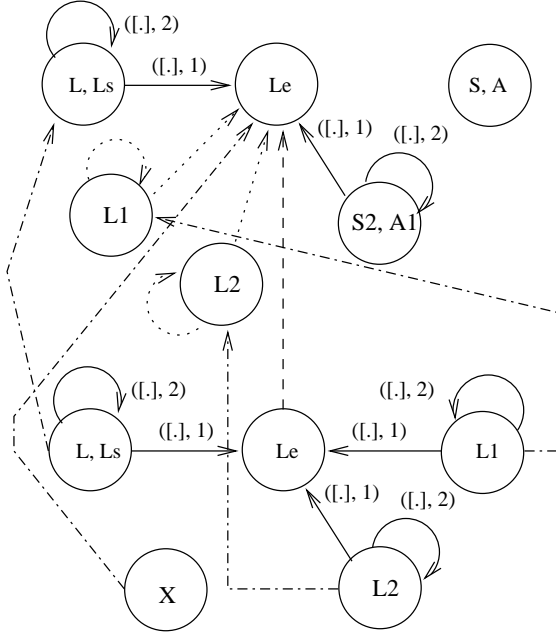 ([.], 2)
([.], 1)
L, Ls
Le
S, A
([.], 1)
([.], 2)
L1
S2, A1
L2
([.], 2)
([.], 2)
([.], 1)
([.], 1)
L, Ls
Le
L1
([.], 1)
([.], 2)
X
L2